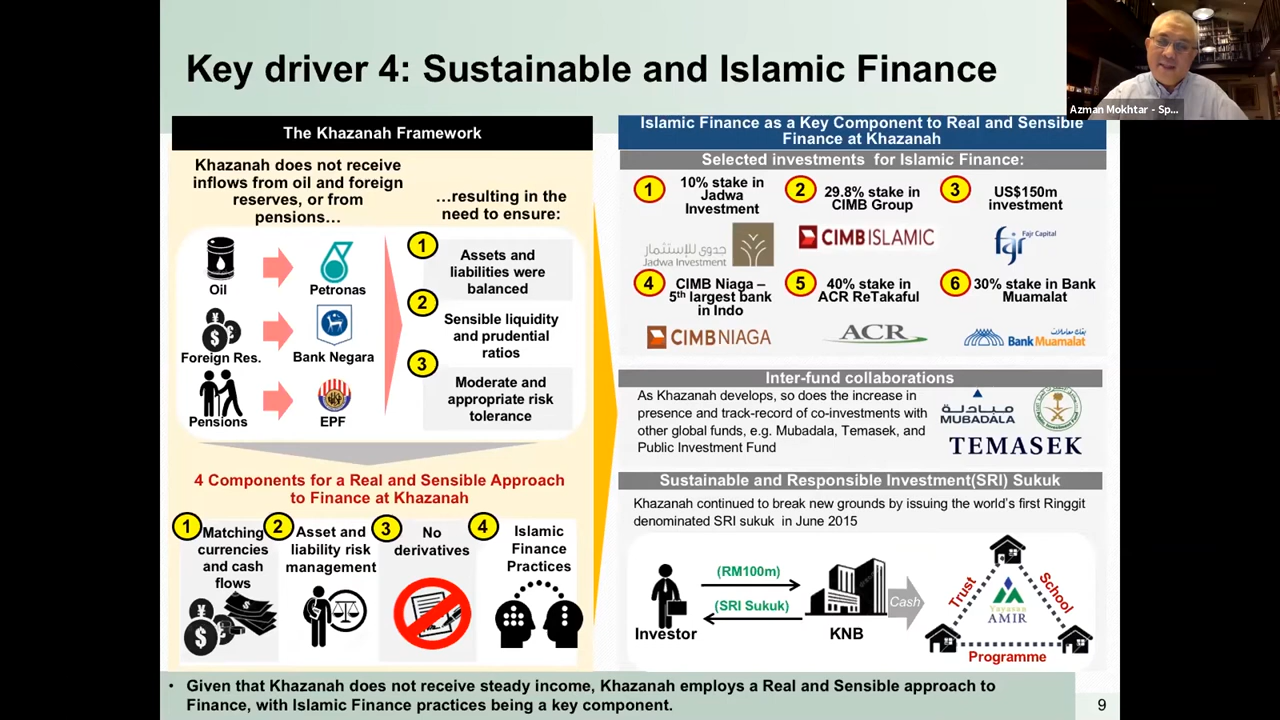 Key driver 4: Sustainable and Islamic Finance
Azman Mokhtar - Sp...
The Khazanah Framework
Khazanah does not receive
inflows from oil and foreign
reserves, or from
pensions…
…resulting in the
need to ensure:
Oil
Petronas
Foreign Res.
Bank Negara
Pensions
EPF
1
Assets and
liabilities were
balanced
2
Sensible liquidity
and prudential
ratios
3
Moderate and
appropriate risk
tolerance
4 Components for a Real and Sensible Approach
to Finance at Khazanah
1
Matching
currencies
and cash
flows
2
Asset and
liability risk
management
3
No
derivatives
4
Islamic
Finance
Practices
Islamic Finance as a Key Component to Real and Sensible
Finance at Khazanah
Selected investments for Islamic Finance:
1
10% stake in
Jadwa
Investment
جدوى للإستثمار
Jadwa Investment
2
29.8% stake in
CIMB Group
CIMB ISLAMIC
3
US$150m
investment
fajr
Fajr Capital
4
CIMB Niaga –
5th largest bank
in Indo
CIMB NIAGA
5
40% stake in
ACR ReTakaful
ACR
6
30% stake in Bank
Muamalat
بنك معاملات
Bank Muamalat
Inter-fund collaborations
As Khazanah develops, so does the increase in
presence and track-record of co-investments with
other global funds, e.g. Mubadala, Temasek, and
Public Investment Fund
مبادلة
MUBADALA
TEMASEK
Sustainable and Responsible Investment(SRI) Sukuk
Khazanah continued to break new grounds by issuing the world's first Ringgit
denominated SRI sukuk in June 2015
(RM100m)
(SRI Sukuk)
Investor
KNB
Cash
Trust
School
Yayasan
AMIR
Programme
• Given that Khazanah does not receive steady income, Khazanah employs a Real and Sensible approach to
Finance, with Islamic Finance practices being a key component.
9